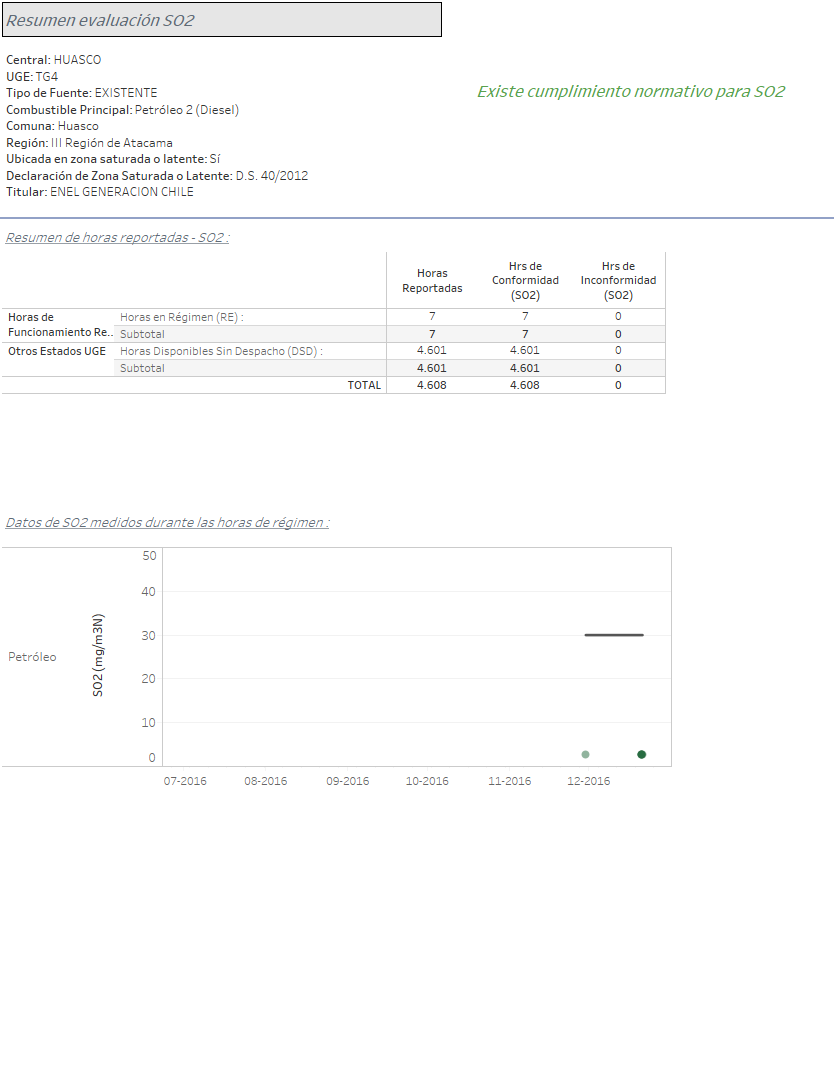 Resumen evaluación SO2
Central: HUASCO
UGE: TG4
Tipo de Fuente: EXISTENTE
Combustible Principal: Petróleo 2 (Diesel)
Comuna: Huasco
Región: III Región de Atacama
Ubicada en zona saturada o latente: Sí
Declaración de Zona Saturada o Latente: D.S. 40/2012
Titular: ENEL GENERACION CHILE
Existe cumplimiento normativo para SO2
Resumen de horas reportadas - SO2 :
Horas Reportadas
Hrs de Conformidad (SO2)
Hrs de Inconformidad (SO2)
Horas de Funcionamiento Re..
Horas en Régimen (RE) : 7 7 0
Subtotal 7 7 0
Otros Estados UGE
Horas Disponibles Sin Despacho (DSD) : 4.601 4.601 0
Subtotal 4.601 4.601 0
TOTAL 4.608 4.608 0
Datos de SO2 medidos durante las horas de régimen :
Petróleo
SO2 (mg/m3N)
50
40
30
20
10
0
07-2016 08-2016 09-2016 10-2016 11-2016 12-2016